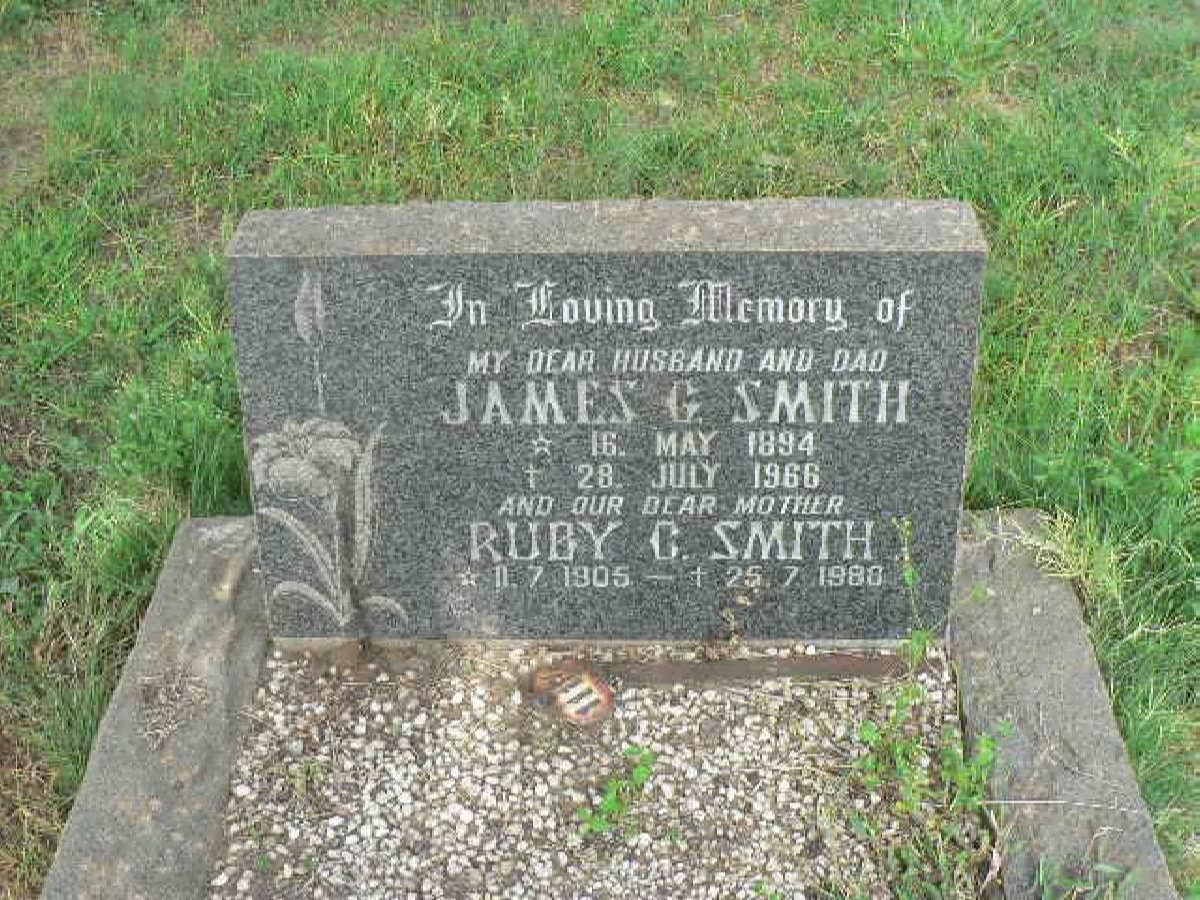 In Loving Memory of
MY DEAR HUSBAND AND DAD
JAMES G SMITH
☆ 16. MAY 1894
† 28. JULY 1966
AND OUR DEAR MOTHER
RUBY G. SMITH
☆ 11 7 1905 — † 25 7 1988